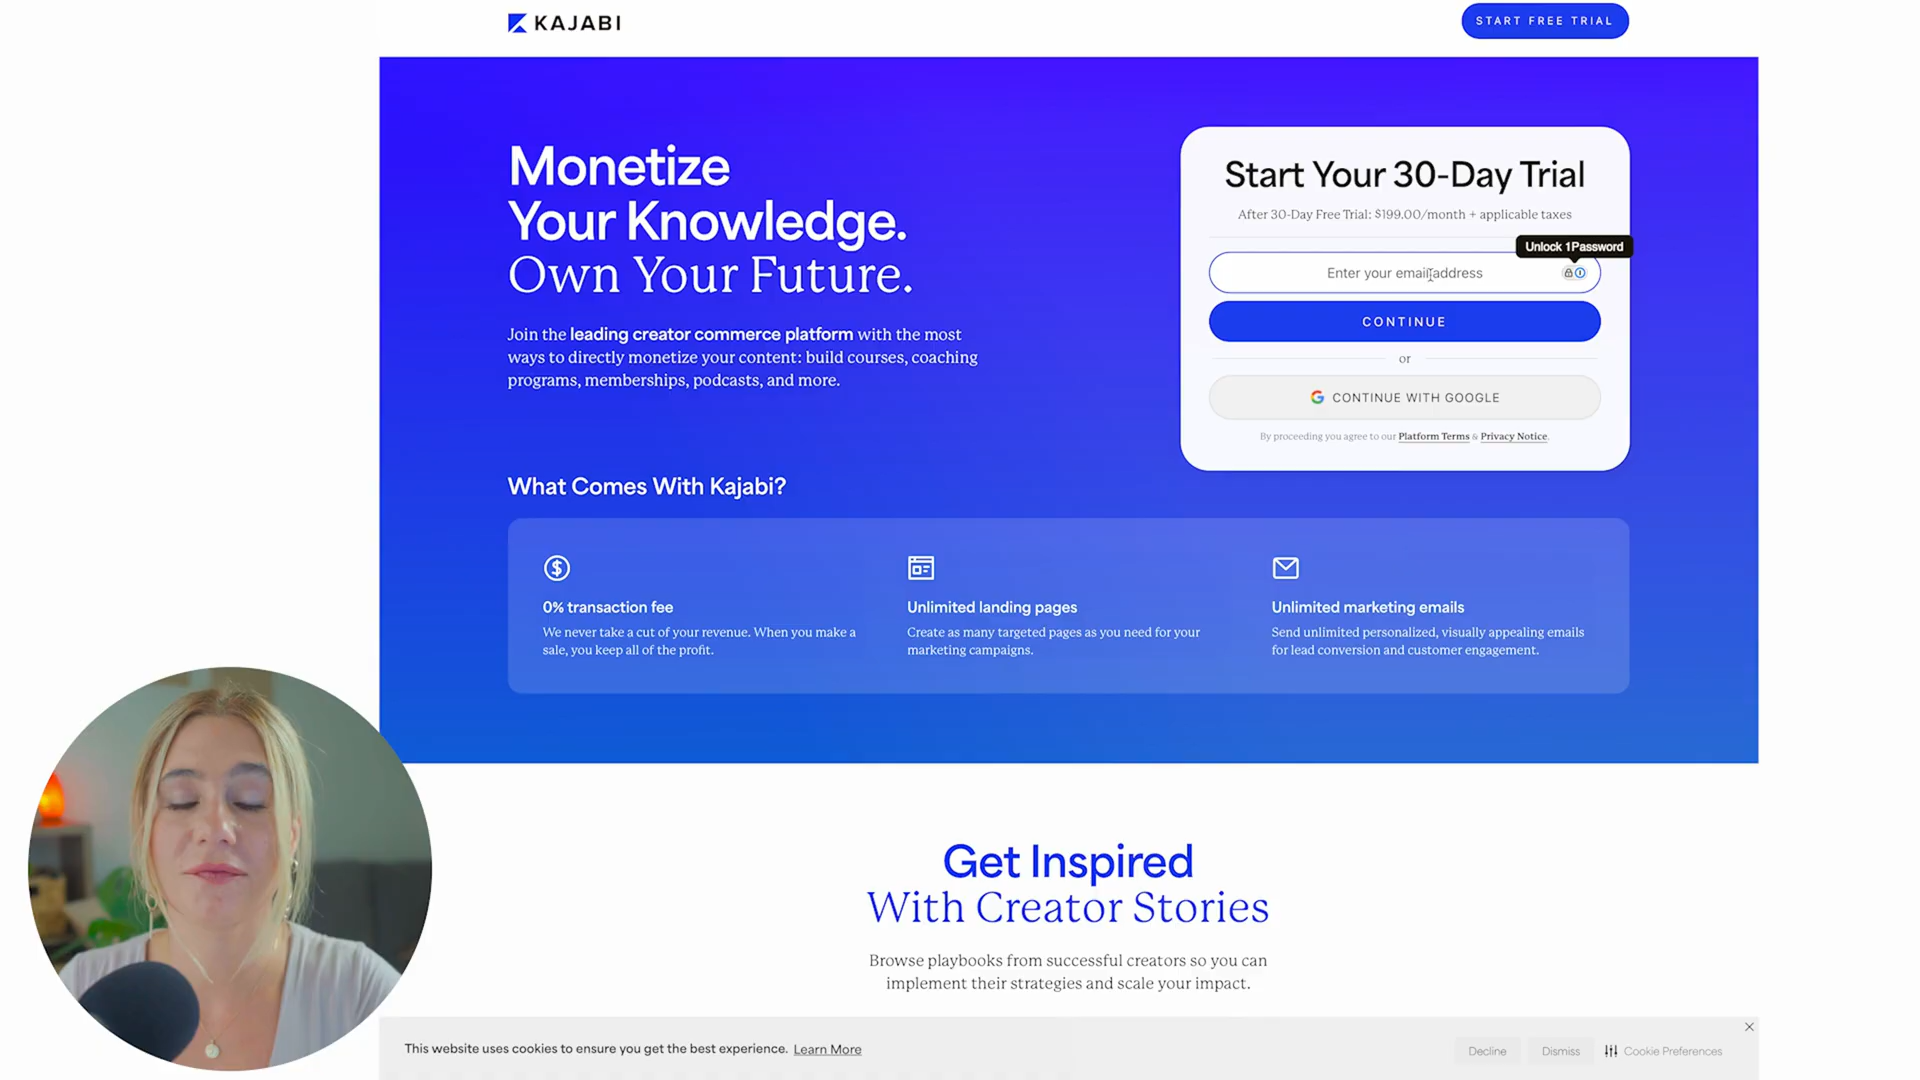 KAJABI
START FREE TRIAL
Monetize
Your Knowledge.
Own Your Future.
Join the leading creator commerce platform with the most
ways to directly monetize your content: build courses, coaching
programs, memberships, podcasts, and more.
Start Your 30-Day Trial
After 30-Day Free Trial: $199.00/month + applicable taxes
Unlock 1Password
Enter your email address
CONTINUE
or
CONTINUE WITH GOOGLE
By proceeding you agree to our Platform Terms & Privacy Notice.
What Comes With Kajabi?
0% transaction fee
We never take a cut of your revenue. When you make a
sale, you keep all of the profit.
Unlimited landing pages
Create as many targeted pages as you need for your
marketing campaigns.
Unlimited marketing emails
Send unlimited personalized, visually appealing emails
for lead conversion and customer engagement.
Get Inspired
With Creator Stories
Browse playbooks from successful creators so you can
implement their strategies and scale your impact.
This website uses cookies to ensure you get the best experience. Learn More
Decline
Dismiss
Cookie Preferences